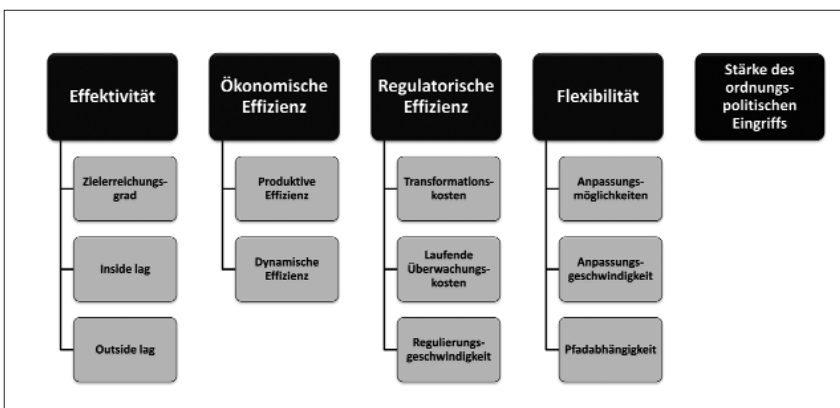 Effektivität
Zielerreichungs-
grad
Inside lag
Outside lag
Ökonomische
Effizienz
Produktive
Effizienz
Dynamische
Effizienz
Regulatorische
Effizienz
Transformations-
kosten
Laufende
Überwachungs-
kosten
Regulierungs-
geschwindigkeit
Flexibilität
Anpassungs-
möglichkeiten
Anpassungs-
geschwindigkeit
Pfadabhängigkeit
Stärke des
ordnungs-
politischen
Eingriffs